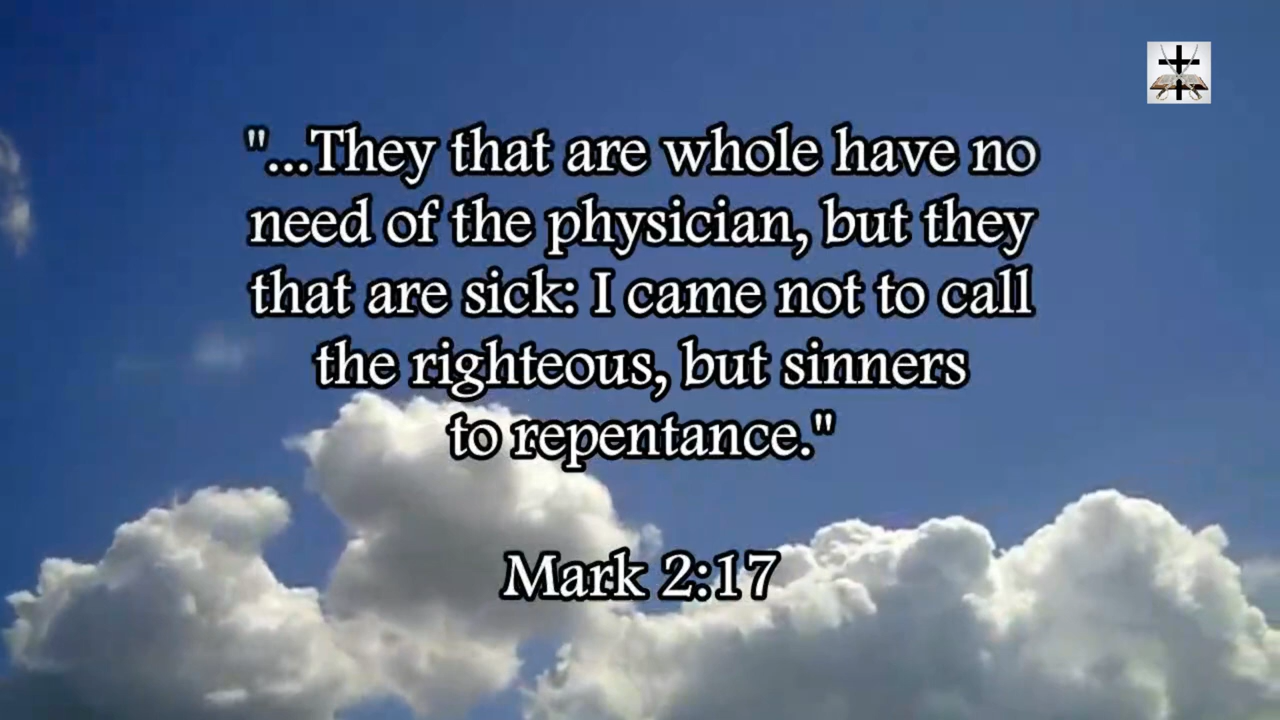 "...They that are whole have no
need of the physician, but they
that are sick: I came not to call
the righteous, but sinners
to repentance."
Mark 2:17